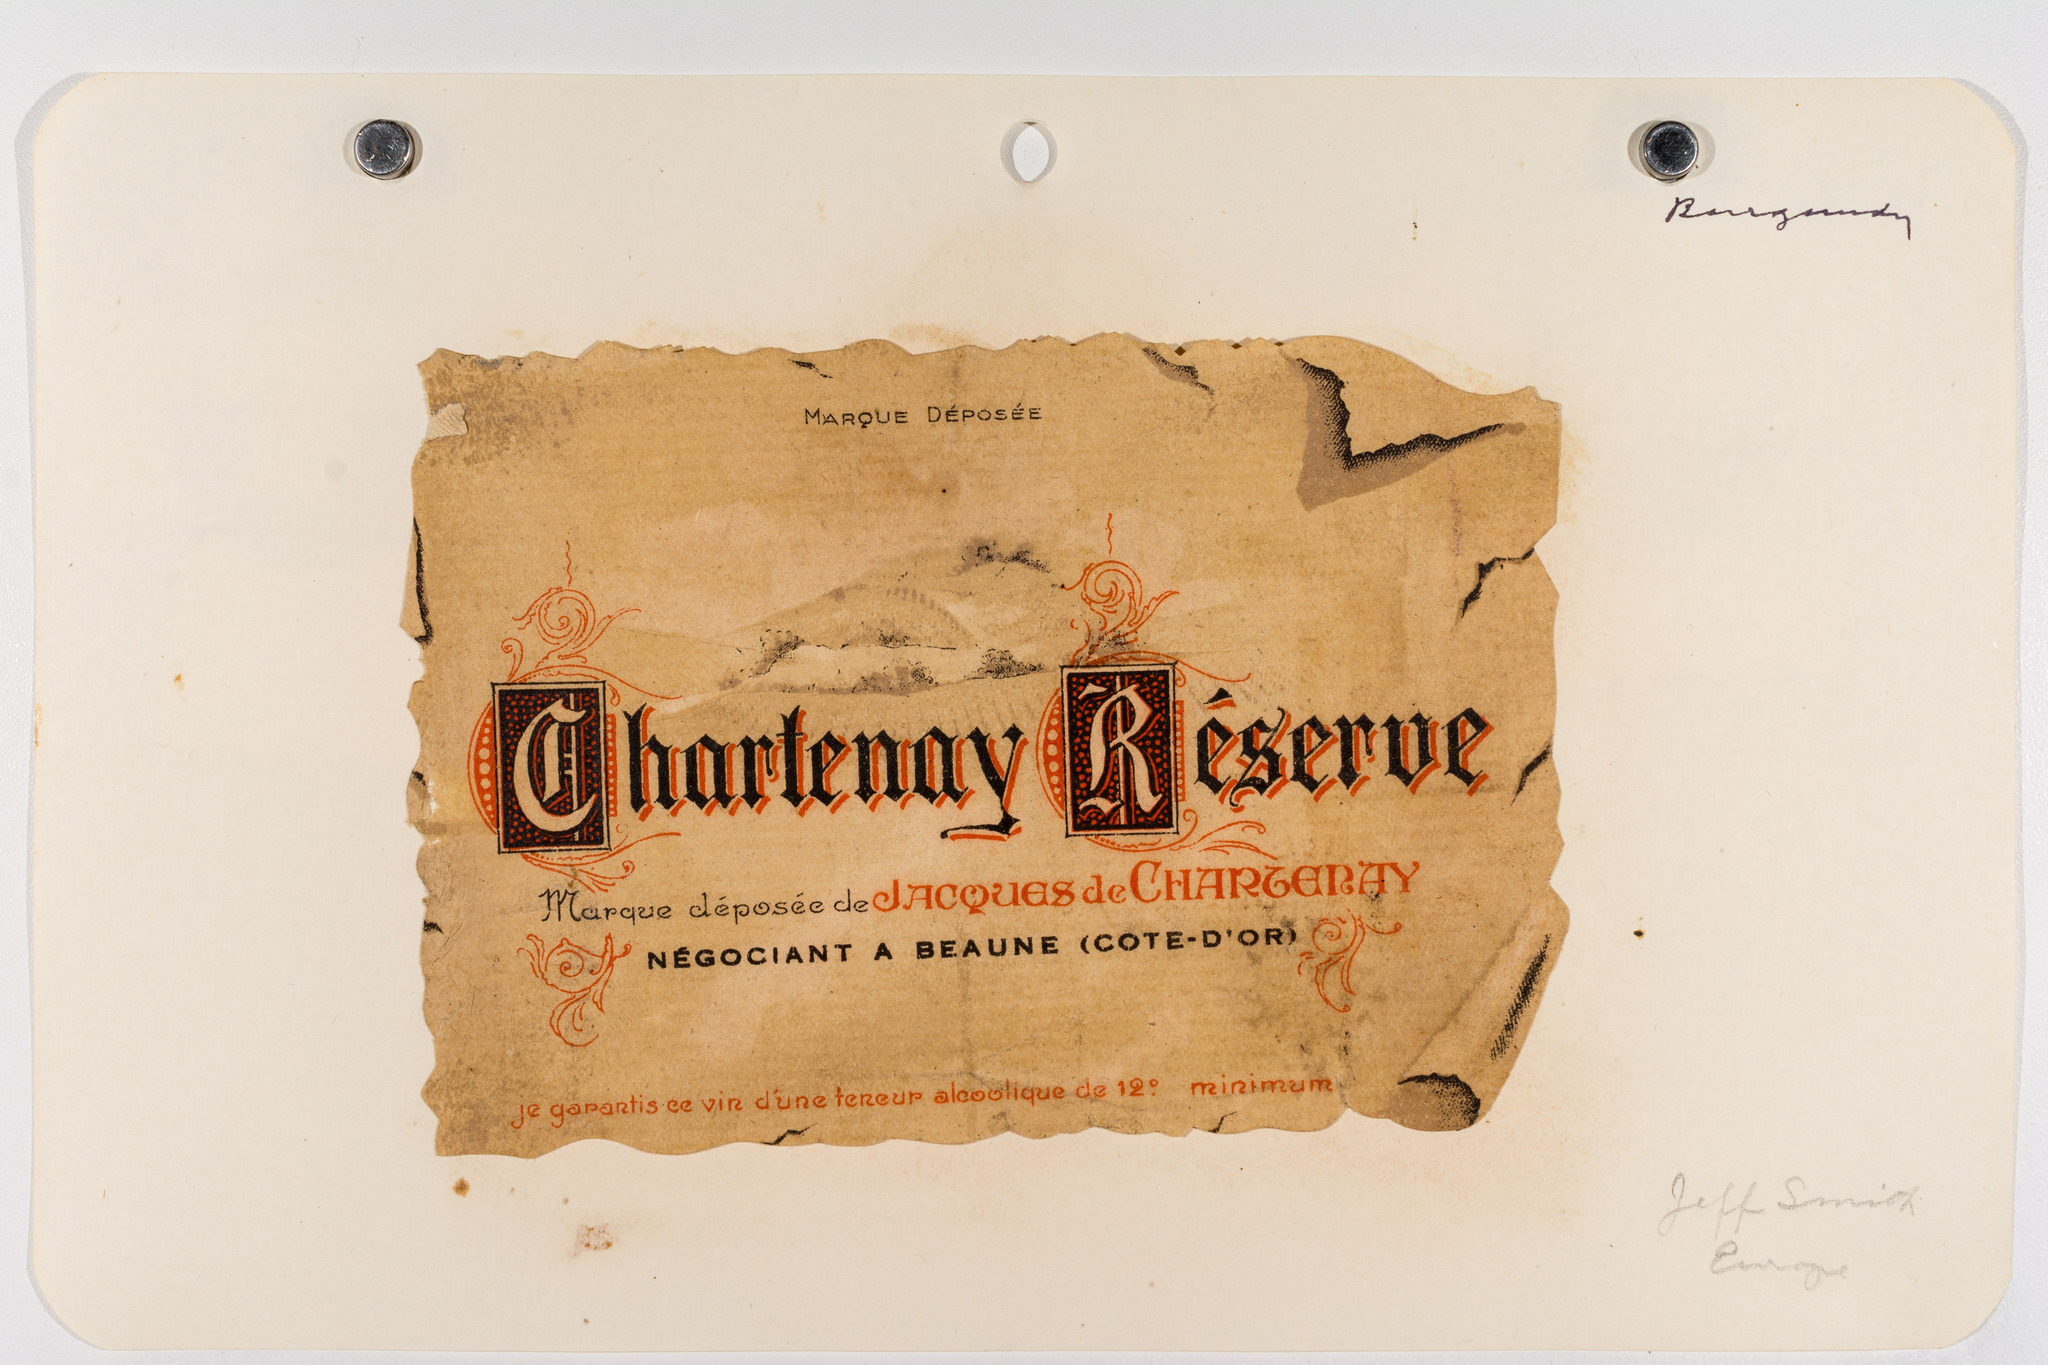 Burgundy
MARQUE DÉPOSÉE
Chartenay Réserve
Marque déposée de JACQUES de CHARTENAY
NÉGOCIANT A BEAUNE (COTE-D'OR)
je garantis ce vin d'une teneur alcoolique de 12° minimum
Jeff Smith
Europe